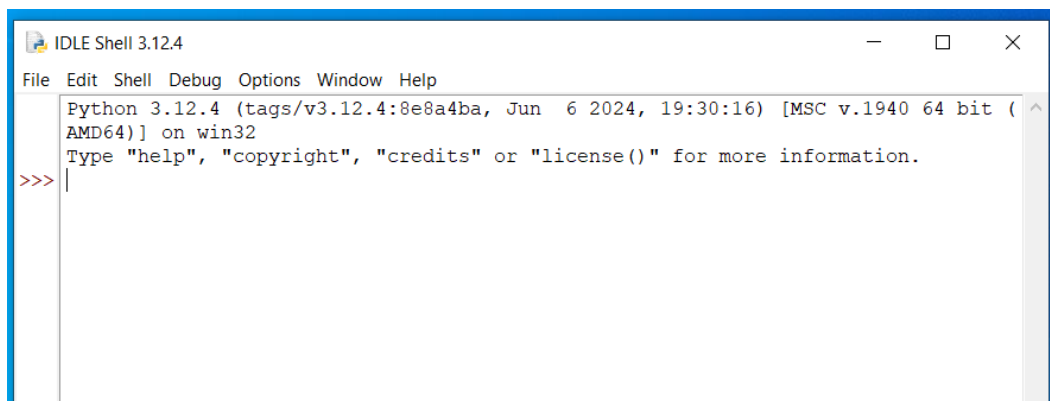 IDLE Shell 3.12.4
File Edit Shell Debug Options Window Help
Python 3.12.4 (tags/v3.12.4:8e8a4ba, Jun  6 2024, 19:30:16) [MSC v.1940 64 bit (
AMD64)] on win32
Type "help", "copyright", "credits" or "license()" for more information.
>>>